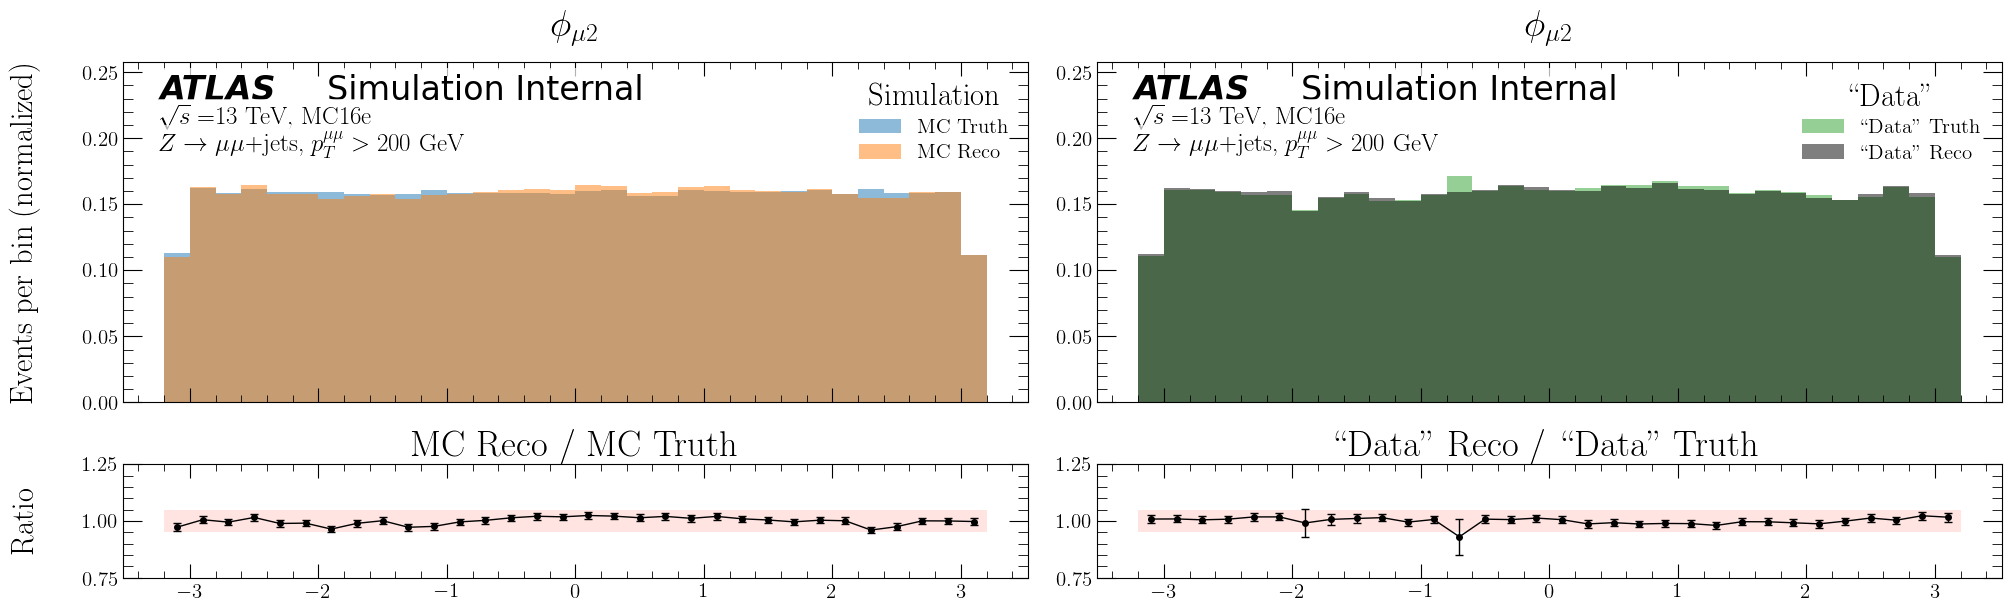 ϕμ2
Events per bin (normalized)
0.25
0.20
0.15
0.10
0.05
0.00
ATLAS Simulation Internal
√s =13 TeV, MC16e
Z → μμ+jets, pTμμ > 200 GeV
Simulation
MC Truth
MC Reco
MC Reco / MC Truth
Ratio
1.25
1.00
0.75
−3 −2 −1 0 1 2 3
ϕμ2
0.25
0.20
0.15
0.10
0.05
0.00
ATLAS Simulation Internal
√s =13 TeV, MC16e
Z → μμ+jets, pTμμ > 200 GeV
“Data”
“Data” Truth
“Data” Reco
“Data” Reco / “Data” Truth
1.25
1.00
0.75
−3 −2 −1 0 1 2 3